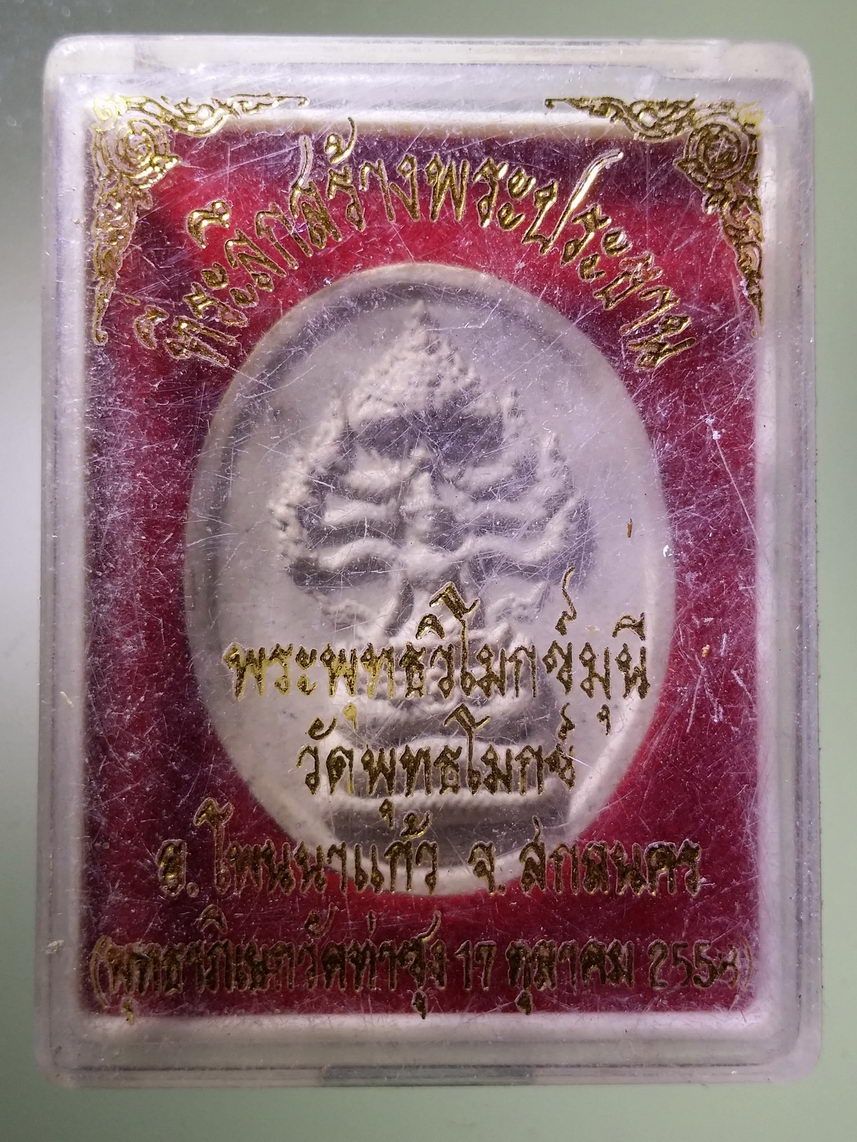 ที่ระลึกสร้างพระประธาน
พระพุทธวิโมกข์มุนี
วัดพุทธโมกข์
อ.โพนนาแก้ว จ.สกลนคร
(พุทธาภิเษกวัดท่าซุง 17 ตุลาคม